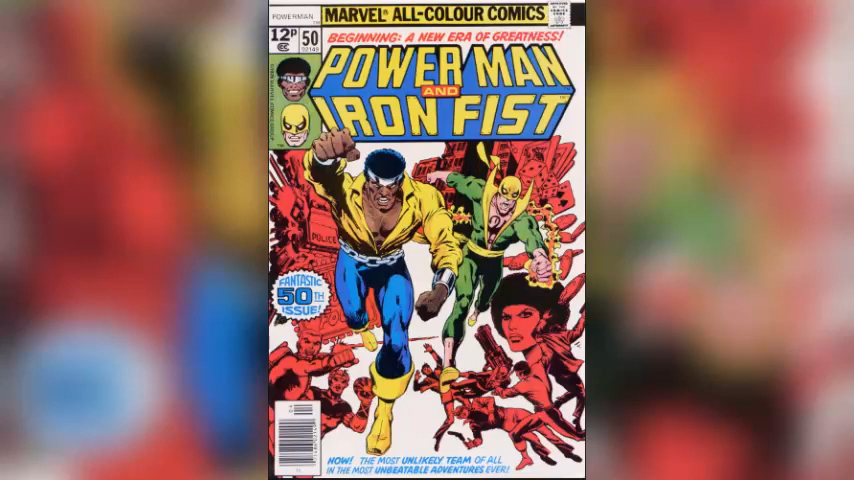 POWERMAN
MARVEL® ALL-COLOUR COMICS
12p
50
02148
BEGINNING: A NEW ERA OF GREATNESS!
POWER MAN
AND
IRON FIST
POLICE
FANTASTIC
50TH
ISSUE!
NOW! THE MOST UNLIKELY TEAM OF ALL
IN THE MOST UNBEATABLE ADVENTURES EVER!